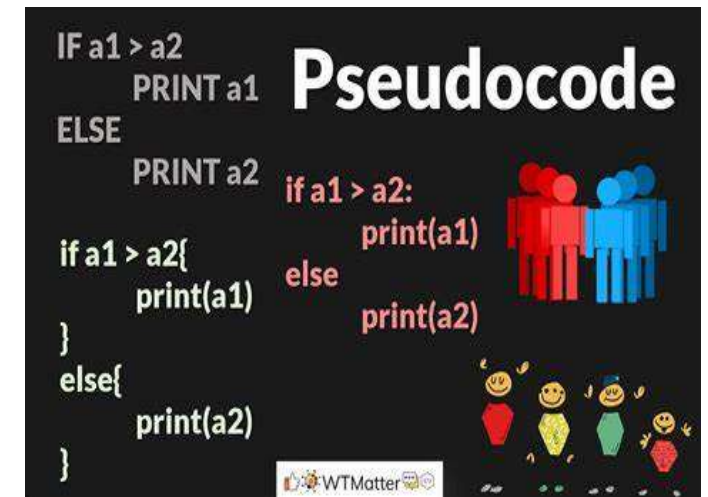 IF a1 > a2
PRINT a1
ELSE
PRINT a2
Pseudocode
if a1 > a2{
print(a1)
}
else{
print(a2)
}
if a1 > a2:
print(a1)
else
print(a2)
WTMatter